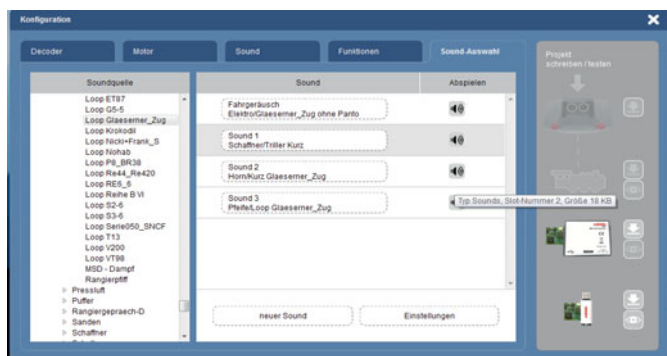 Konfiguration
Decoder
Motor
Sound
Funktionen
Sound-Auswahl
Projekt
schreiben / testen
Soundquelle
Sound
Abspielen
Loop ET87
Loop G5-5
Loop Glaeserner_Zug
Loop Krokodil
Loop Nicki+Frank_S
Loop Nohab
Loop P8_BR38
Loop Re44_Re420
Loop RE6_6
Loop Reihe B VI
Loop S2-6
Loop S3-6
Loop Serie050_SNCF
Loop T13
Loop V200
Loop VT98
MSD - Dampf
Rangierpfiff
Pressluft
Puffer
Rangiergepraech-D
Sanden
Schaffner
Fahrgeräusch
Elektro/Glaeserner_Zug ohne Panto
Sound 1
Schaffner/Triller Kurz
Sound 2
Horn/Kurz Glaeserner_Zug
Sound 3
Pfeife/Loop Glaeserner_Zug
Typ Sounds, Slot-Nummer 2, Größe 18 KB
neuer Sound
Einstellungen